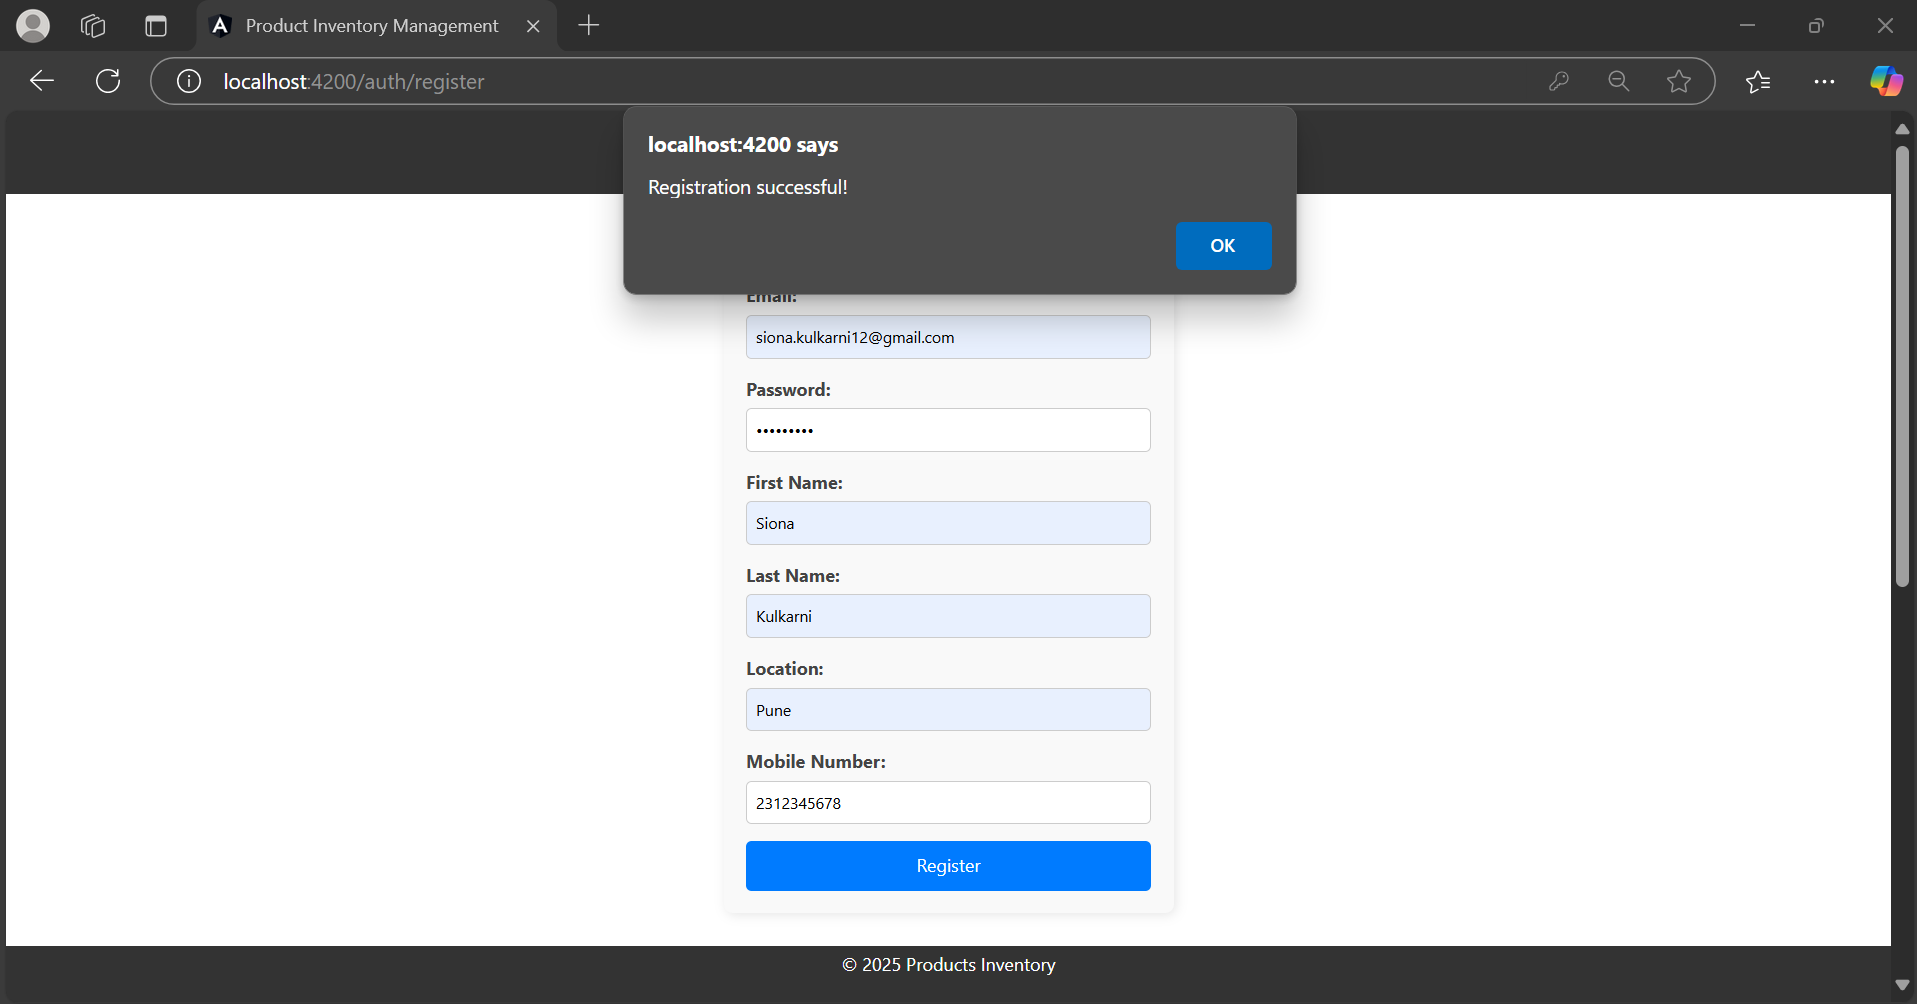 Product Inventory Management
localhost:4200/auth/register
localhost:4200 says
Registration successful!
OK
Email:
siona.kulkarni12@gmail.com
Password:
•••••••••
First Name:
Siona
Last Name:
Kulkarni
Location:
Pune
Mobile Number:
2312345678
Register
© 2025 Products Inventory